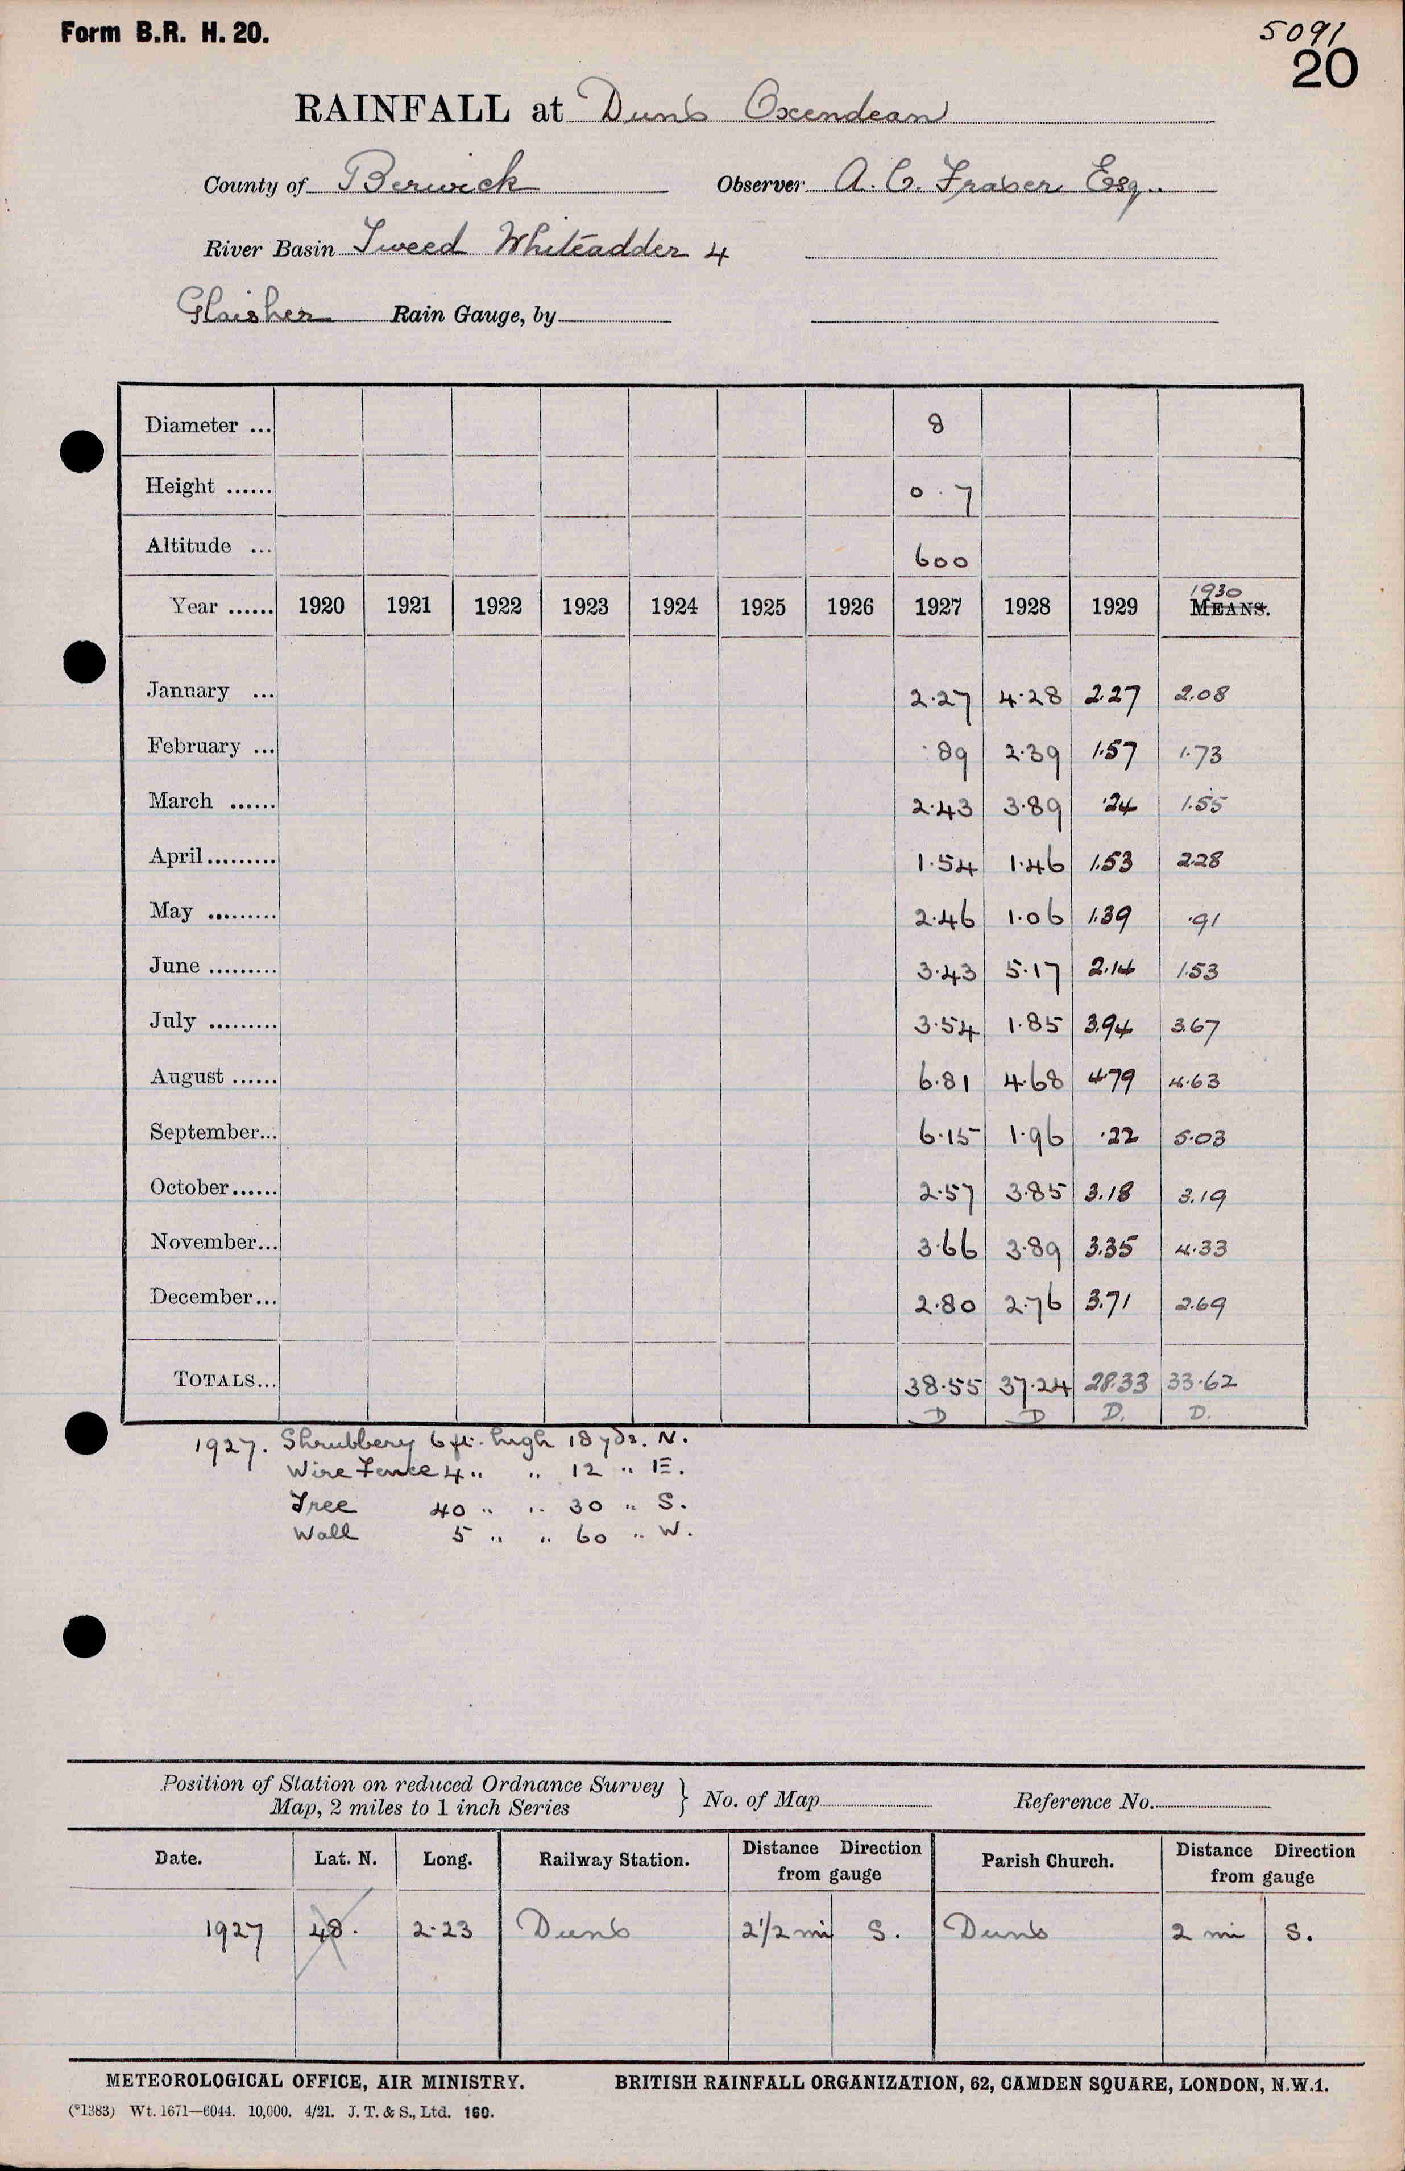 Form B.R. H. 20.
5091
20
RAINFALL at Duns Oxendean
County of Berwick Observer A. C. Fraser Esq.
River Basin Tweed Whiteadder 4
Glaisher Rain Gauge, by
Diameter ... 8
Height ...... 0.7
Altitude ... 600
1930
Year ...... 1920 1921 1922 1923 1924 1925 1926 1927 1928 1929 MEANS.
January ... 2.27 4.28 2.27 2.08
February ... .89 2.39 1.57 1.73
March ...... 2.43 3.89 .24 1.55
April ......... 1.54 1.46 1.53 2.28
May ......... 2.46 1.06 1.39 .91
June ......... 3.43 5.17 2.14 1.53
July ......... 3.54 1.85 3.94 3.67
August ...... 6.81 4.68 4.79 4.63
September... 6.15 1.96 .22 5.03
October...... 2.57 3.85 3.18 3.19
November... 3.66 3.89 3.35 4.33
December... 2.80 2.76 3.71 2.69
TOTALS... 38.55 37.24 28.33 33.62
D D D. D.
1927. Shrubbery 6 ft. high 18 yds. N.
Wire Fence 4 " " 12 " E.
Tree 40 " " 30 " S.
Wall 5 " " 60 " W.
Position of Station on reduced Ordnance Survey
Map, 2 miles to 1 inch Series } No. of Map Reference No.
Date. Lat. N. Long. Railway Station. Distance Direction from gauge Parish Church. Distance Direction from gauge
1927 48. 2.23 Duns 2 1/2 mi S. Duns 2 mi S.
METEOROLOGICAL OFFICE, AIR MINISTRY. BRITISH RAINFALL ORGANIZATION, 62, CAMDEN SQUARE, LONDON, N.W.1.
(*1383) Wt. 1671—6044. 10,000. 4/21. J. T. & S., Ltd. 160.